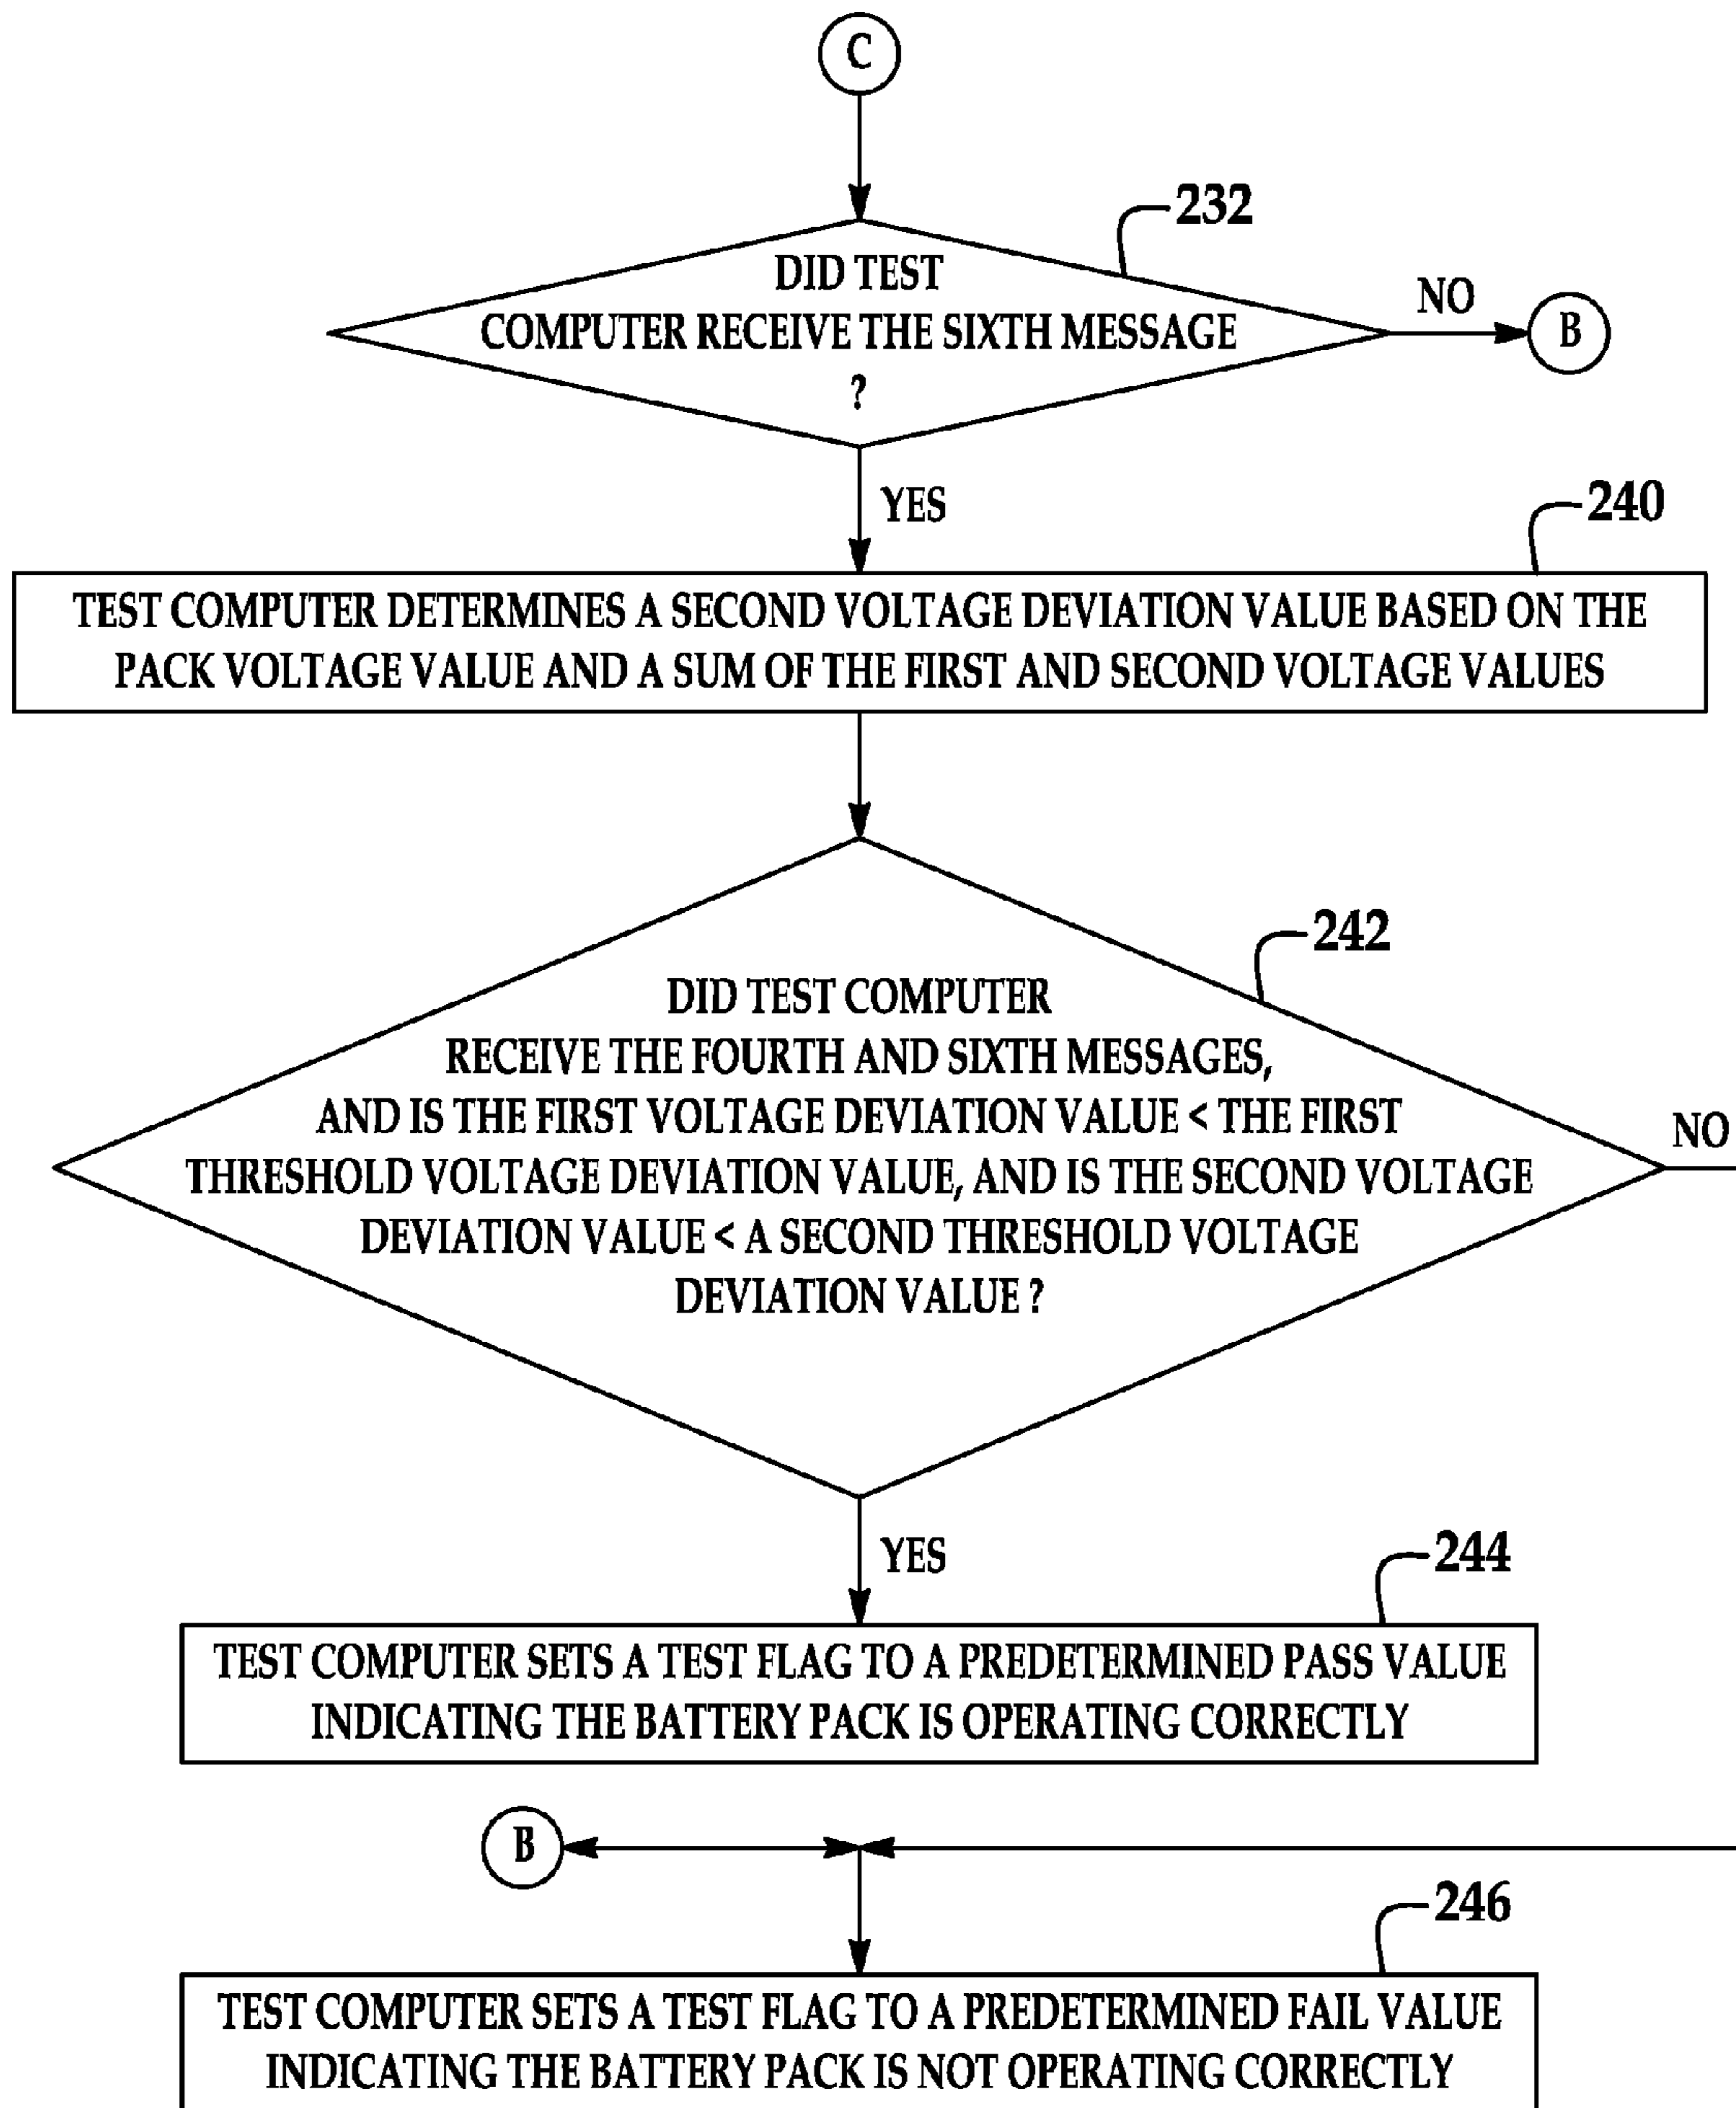 C
232
DID TEST
COMPUTER RECEIVE THE SIXTH MESSAGE
?
NO
B
YES
240
TEST COMPUTER DETERMINES A SECOND VOLTAGE DEVIATION VALUE BASED ON THE
PACK VOLTAGE VALUE AND A SUM OF THE FIRST AND SECOND VOLTAGE VALUES
242
DID TEST COMPUTER
RECEIVE THE FOURTH AND SIXTH MESSAGES,
AND IS THE FIRST VOLTAGE DEVIATION VALUE < THE FIRST
THRESHOLD VOLTAGE DEVIATION VALUE, AND IS THE SECOND VOLTAGE
DEVIATION VALUE < A SECOND THRESHOLD VOLTAGE
DEVIATION VALUE ?
NO
YES
244
TEST COMPUTER SETS A TEST FLAG TO A PREDETERMINED PASS VALUE
INDICATING THE BATTERY PACK IS OPERATING CORRECTLY
B
246
TEST COMPUTER SETS A TEST FLAG TO A PREDETERMINED FAIL VALUE
INDICATING THE BATTERY PACK IS NOT OPERATING CORRECTLY